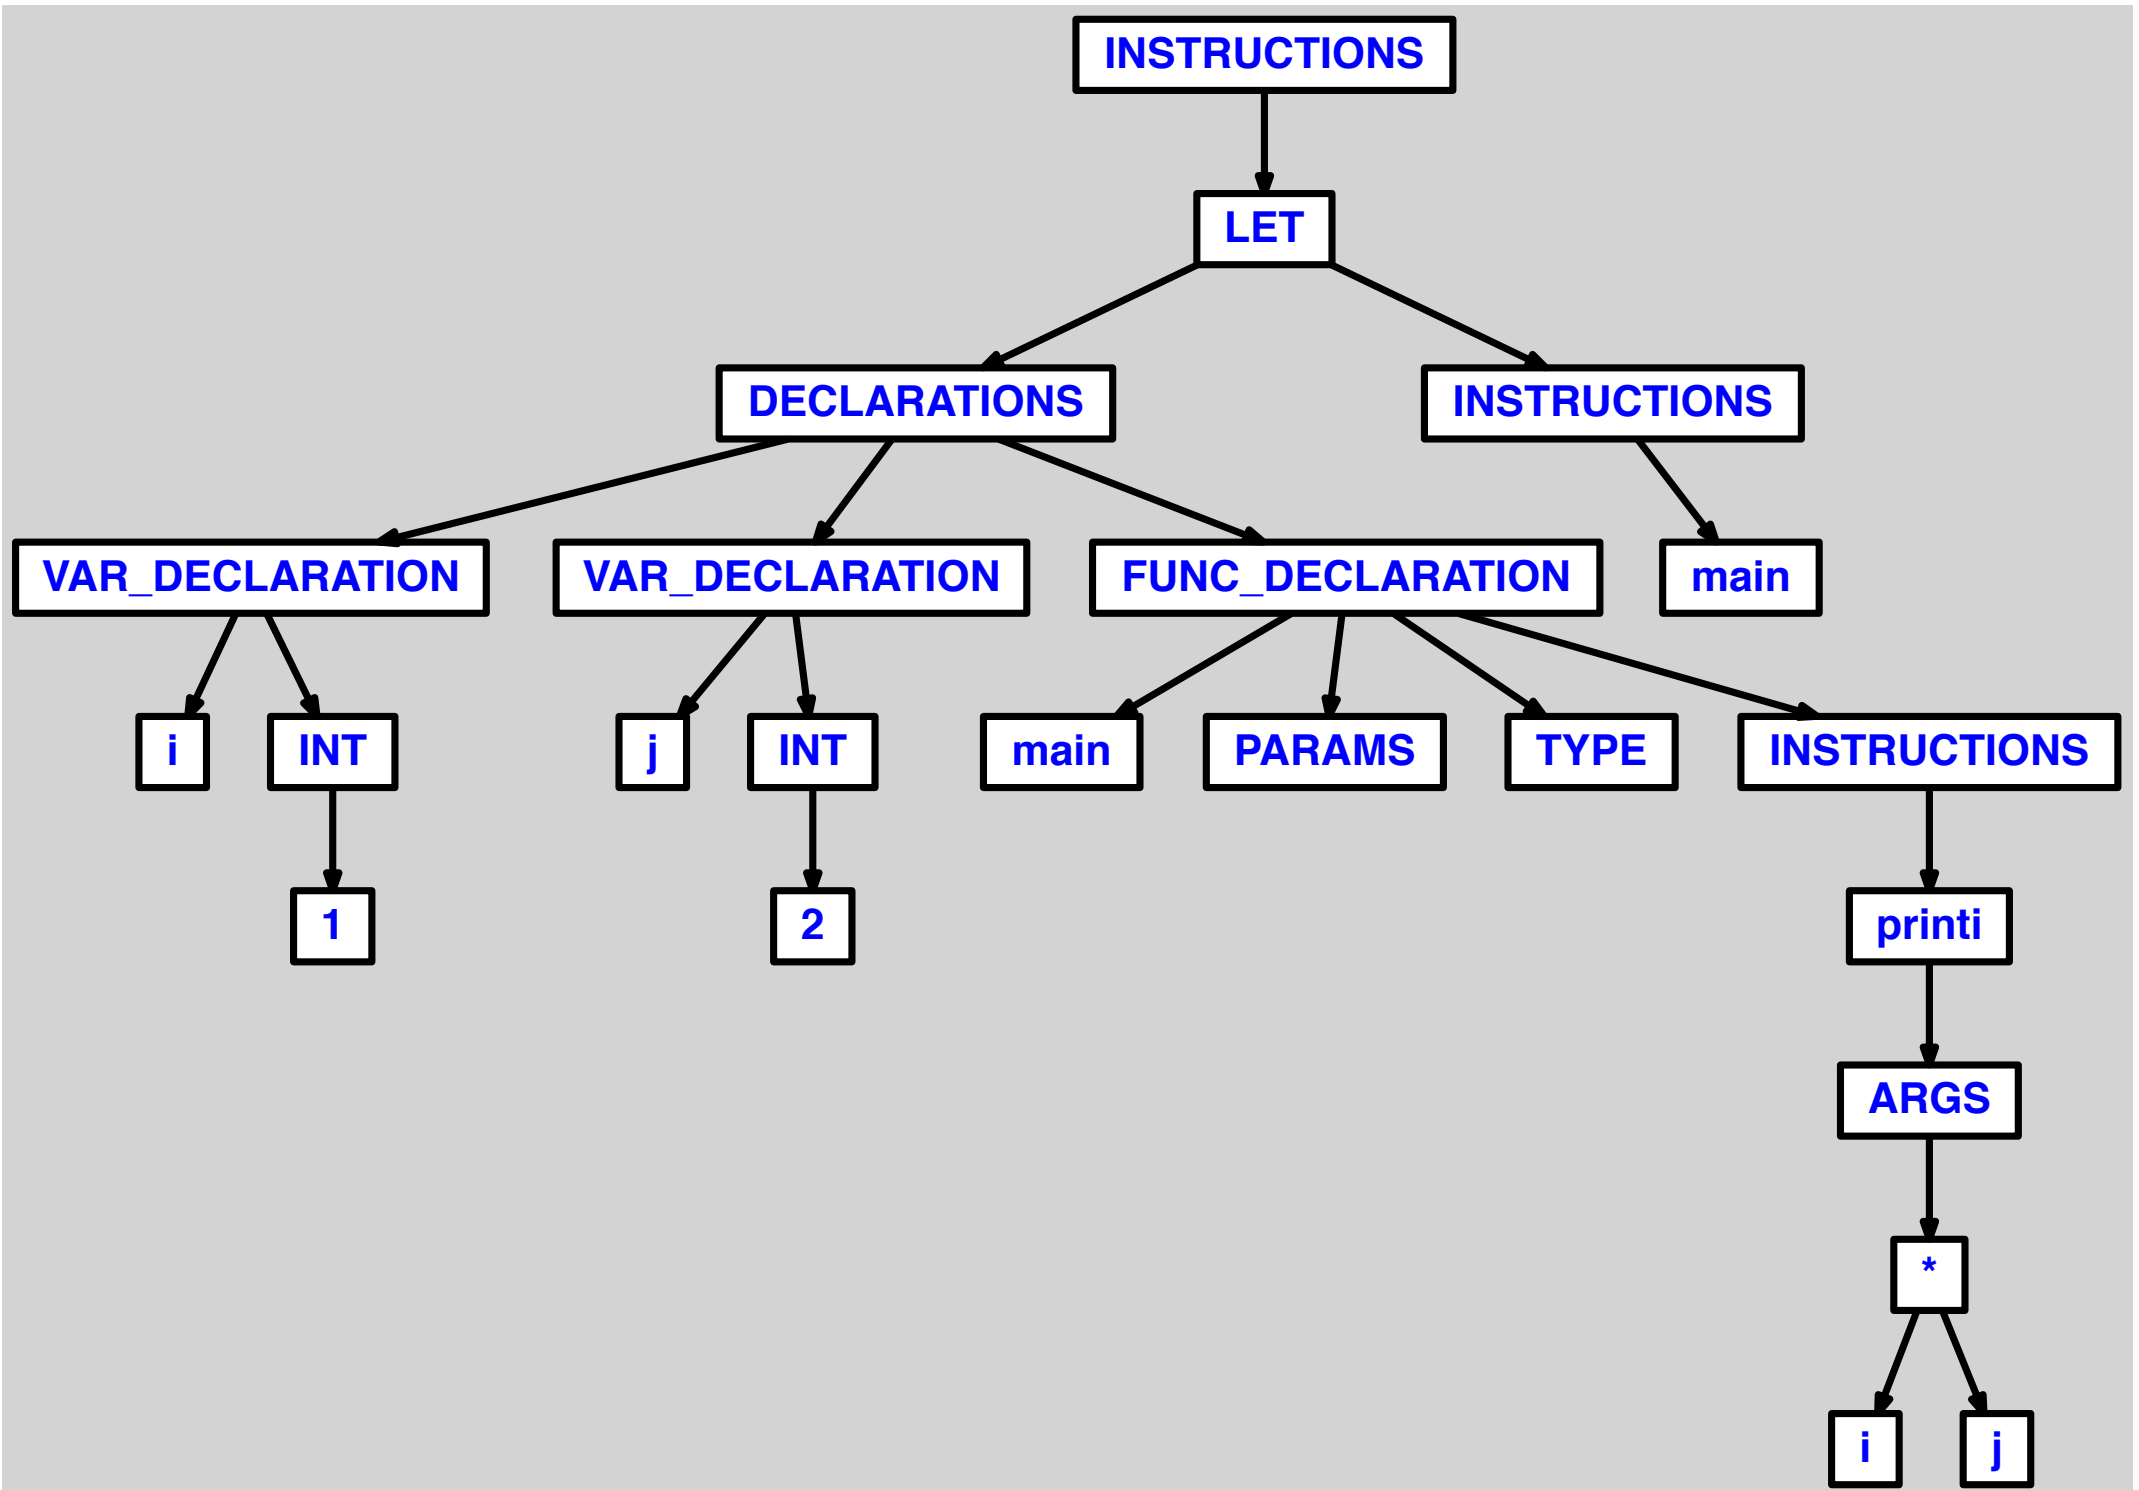 INSTRUCTIONS
LET
DECLARATIONS
INSTRUCTIONS
VAR_DECLARATION
VAR_DECLARATION
FUNC_DECLARATION
main
i
INT
j
INT
main
PARAMS
TYPE
INSTRUCTIONS
1
2
printi
ARGS
*
i
j